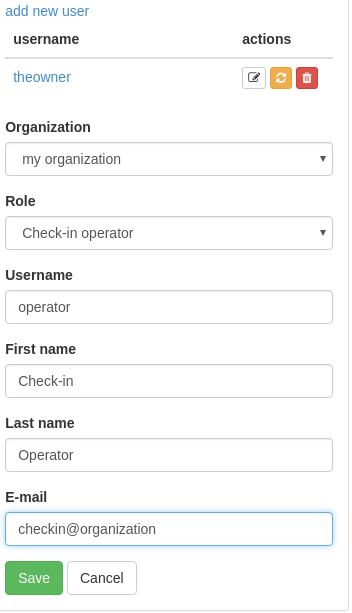 add new user
username actions
theowner
Organization
my organization
Role
Check-in operator
Username
operator
First name
Check-in
Last name
Operator
E-mail
checkin@organization
Save Cancel